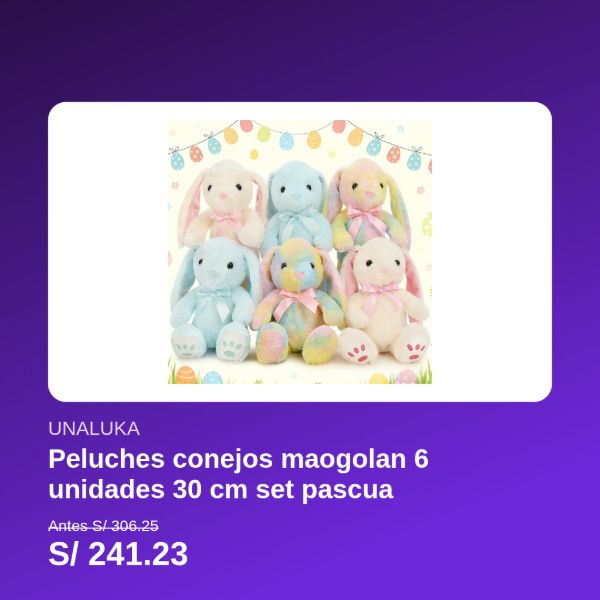 UNALUKA
Peluches conejos maogolan 6
unidades 30 cm set pascua
Antes S/ 306.25
S/ 241.23